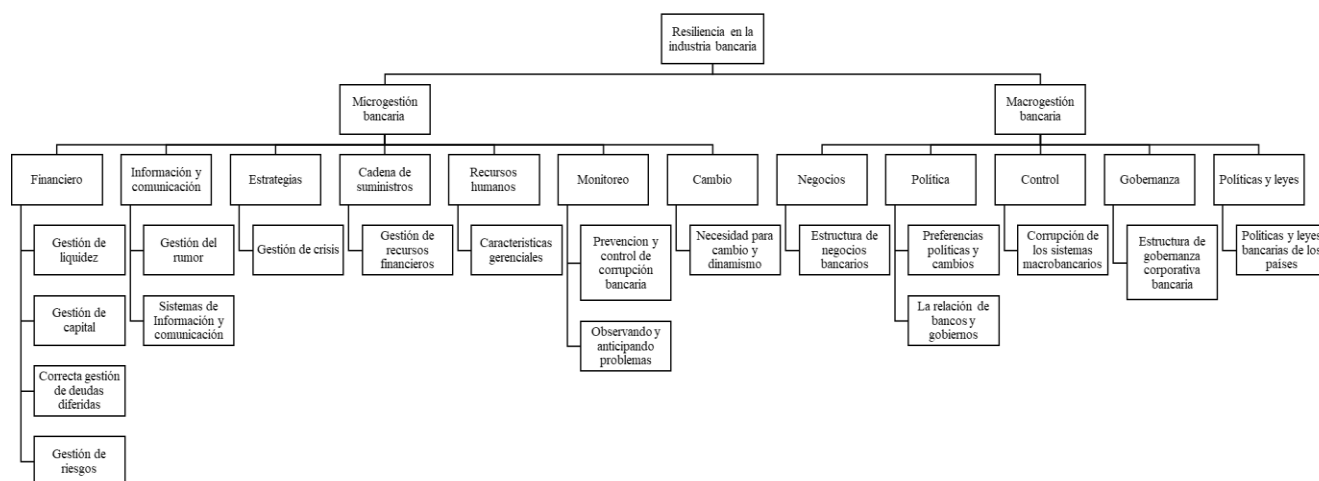 Resiliencia en la
industria bancaria
Microgestión
bancaria
Macrogestión
bancaria
Financiero
Información y
comunicación
Estrategias
Cadena de
suministros
Recursos
humanos
Monitoreo
Cambio
Negocios
Política
Control
Gobernanza
Políticas y leyes
Gestión de
liquídez
Gestión del
rumor
Gestión de crisis
Gestión de
recursos
financieros
Caracteristicas
gerenciales
Prevencion y
control de
corrupción
bancaria
Necesidad para
cambio y
dinamismo
Estructura de
negocios
bancarios
Preferencias
políticas y
cambios
Corrupción de
los sistemas
macrobancarios
Estructura de
gobernanza
corporativa
bancaria
Políticas y leyes
bancarias de los
países
Gestión de
capital
Sistemas de
Información y
comunicación
Observando y
anticipando
problemas
La relación de
bancos y
gobiernos
Correcta gestión
de deudas
diferidas
Gestión de
riesgos